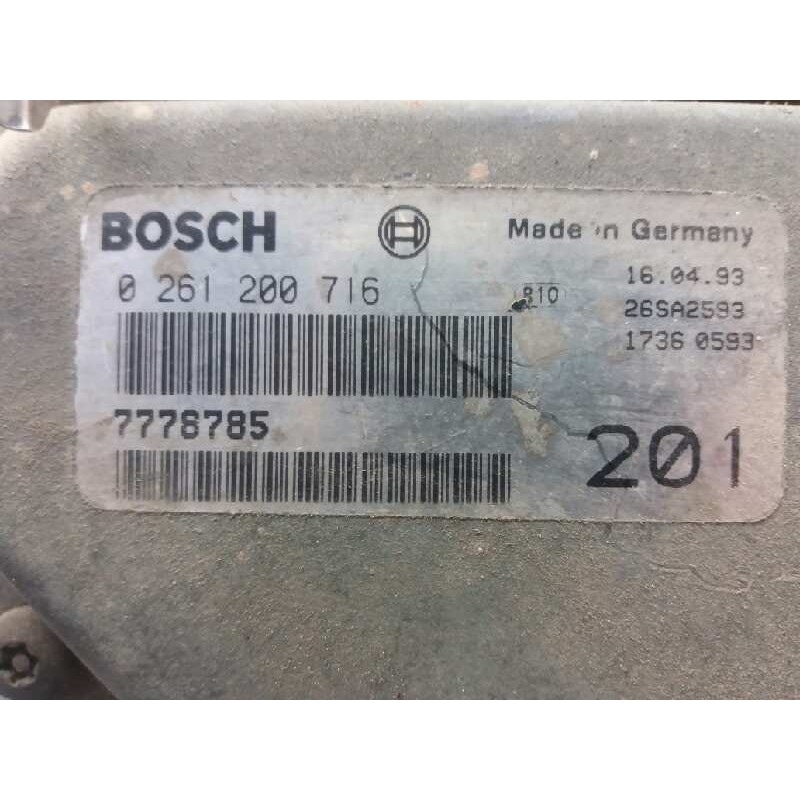 BOSCH
Made in Germany
0 261 200 716
810
16.04.93
26SA2593
1736 0593
7778785
201